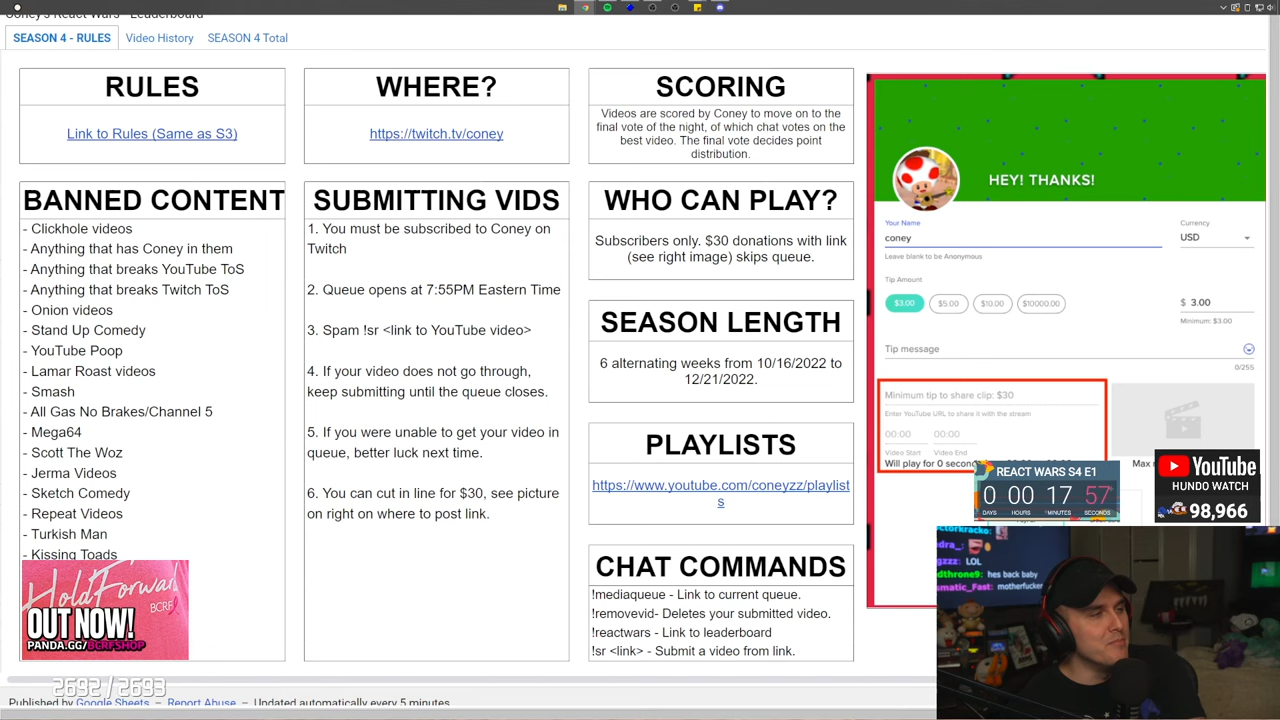 Coney's React Wars - Leaderboard
SEASON 4 - RULES
Video History
SEASON 4 Total
RULES
Link to Rules (Same as S3)
WHERE?
https://twitch.tv/coney
SCORING
Videos are scored by Coney to move on to the
final vote of the night, of which chat votes on the
best video. The final vote decides point
distribution.
BANNED CONTENT
- Clickhole videos
- Anything that has Coney in them
- Anything that breaks YouTube ToS
- Anything that breaks Twitch ToS
- Onion videos
- Stand Up Comedy
- YouTube Poop
- Lamar Roast videos
- Smash
- All Gas No Brakes/Channel 5
- Mega64
- Scott The Woz
- Jerma Videos
- Sketch Comedy
- Repeat Videos
- Turkish Man
- Kissing Toads
SUBMITTING VIDS
1. You must be subscribed to Coney on
Twitch
2. Queue opens at 7:55PM Eastern Time
3. Spam !sr <link to YouTube video>
4. If your video does not go through,
keep submitting until the queue closes.
5. If you were unable to get your video in
queue, better luck next time.
6. You can cut in line for $30, see picture
on right on where to post link.
WHO CAN PLAY?
Subscribers only. $30 donations with link
(see right image) skips queue.
SEASON LENGTH
6 alternating weeks from 10/16/2022 to
12/21/2022.
PLAYLISTS
https://www.youtube.com/coneyzz/playlist
s
CHAT COMMANDS
!mediaqueue - Link to current queue.
!removevid- Deletes your submitted video.
!reactwars - Link to leaderboard
!sr <link> - Submit a video from link.
HEY! THANKS!
Your Name
coney
Currency
USD
Leave blank to be Anonymous
Tip Amount
$3.00
$5.00
$10.00
$10000.00
$ 3.00
Minimum: $3.00
Tip message
0/255
Minimum tip to share clip: $30
Enter YouTube URL to share it with the stream
00:00
00:00
Video Start
Video End
Will play for 0 seconds
Max
REACT WARS S4 E1
0 00 17 57
DAYS HOURS MINUTES SECONDS
YouTube
HUNDO WATCH
98,966
ctorkracko:
edra_:
gzzz: LOL
dthrone9: hes back baby
umatic_Fast: motherfucker
HoldForward
BCRF
OUT NOW!
PANDA.GG/BCRFSHOP
2692/2693
Published by Google Sheets – Report Abuse – Updated automatically every 5 minutes